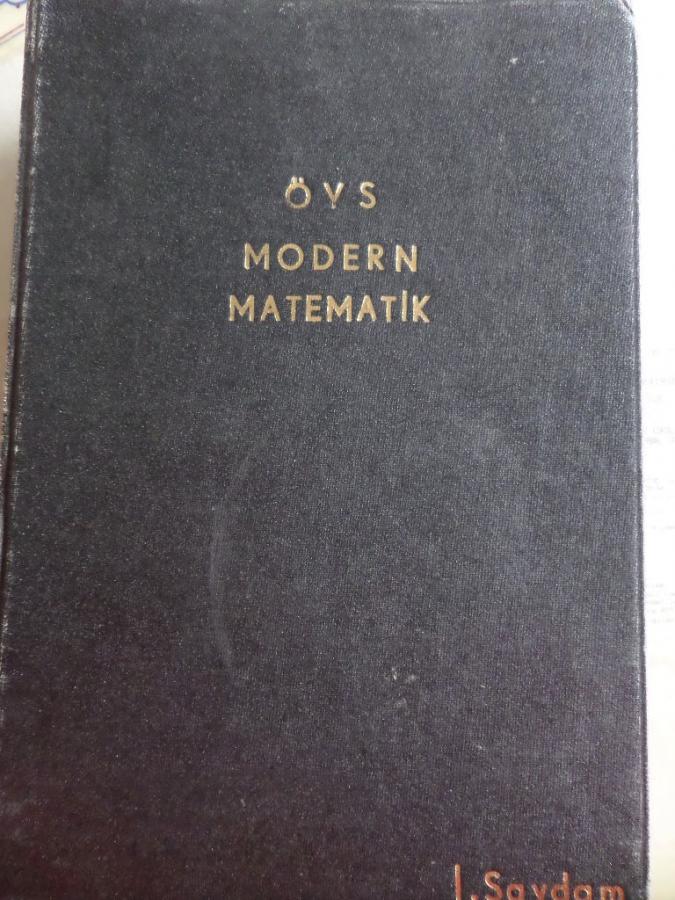 ÖYS
MODERN
MATEMATİK
I.Saydam